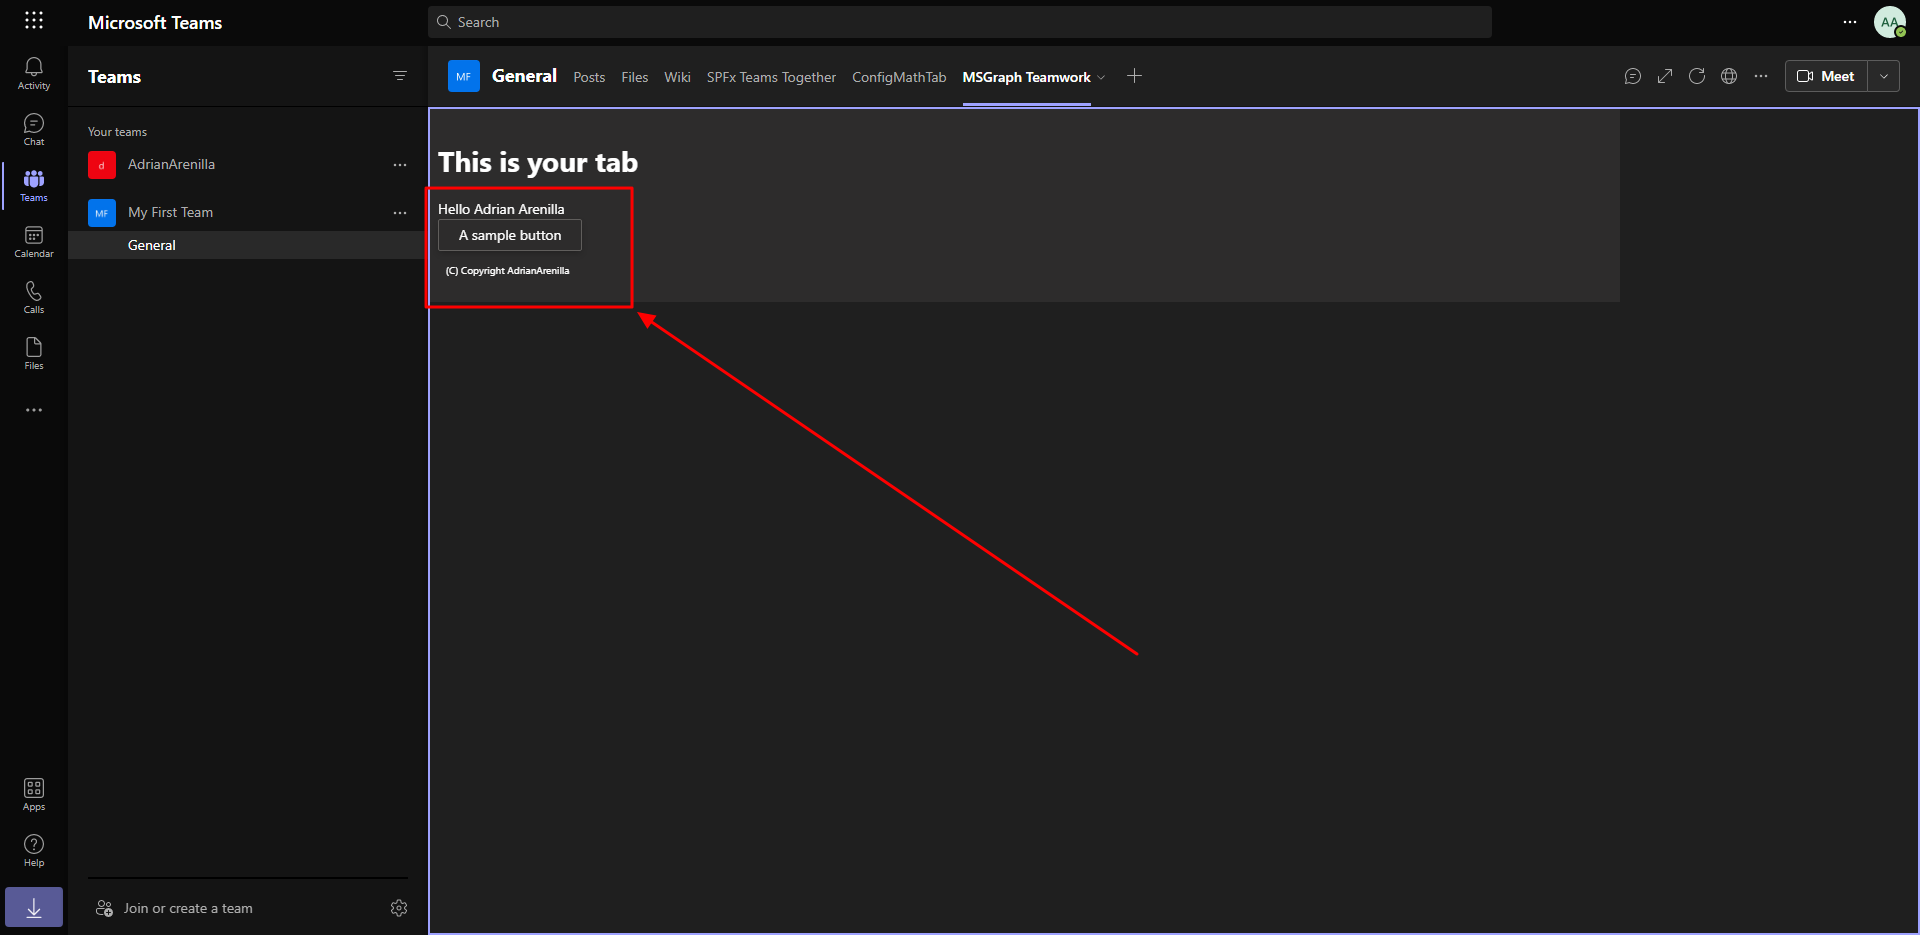 Microsoft Teams
Search
AA
Activity
Chat
Teams
Calendar
Calls
Files
Apps
Help
Teams
Your teams
d AdrianArenilla
MF My First Team
General
Join or create a team
MF General Posts Files Wiki SPFx Teams Together ConfigMathTab MSGraph Teamwork
Meet
This is your tab
Hello Adrian Arenilla
A sample button
(C) Copyright AdrianArenilla